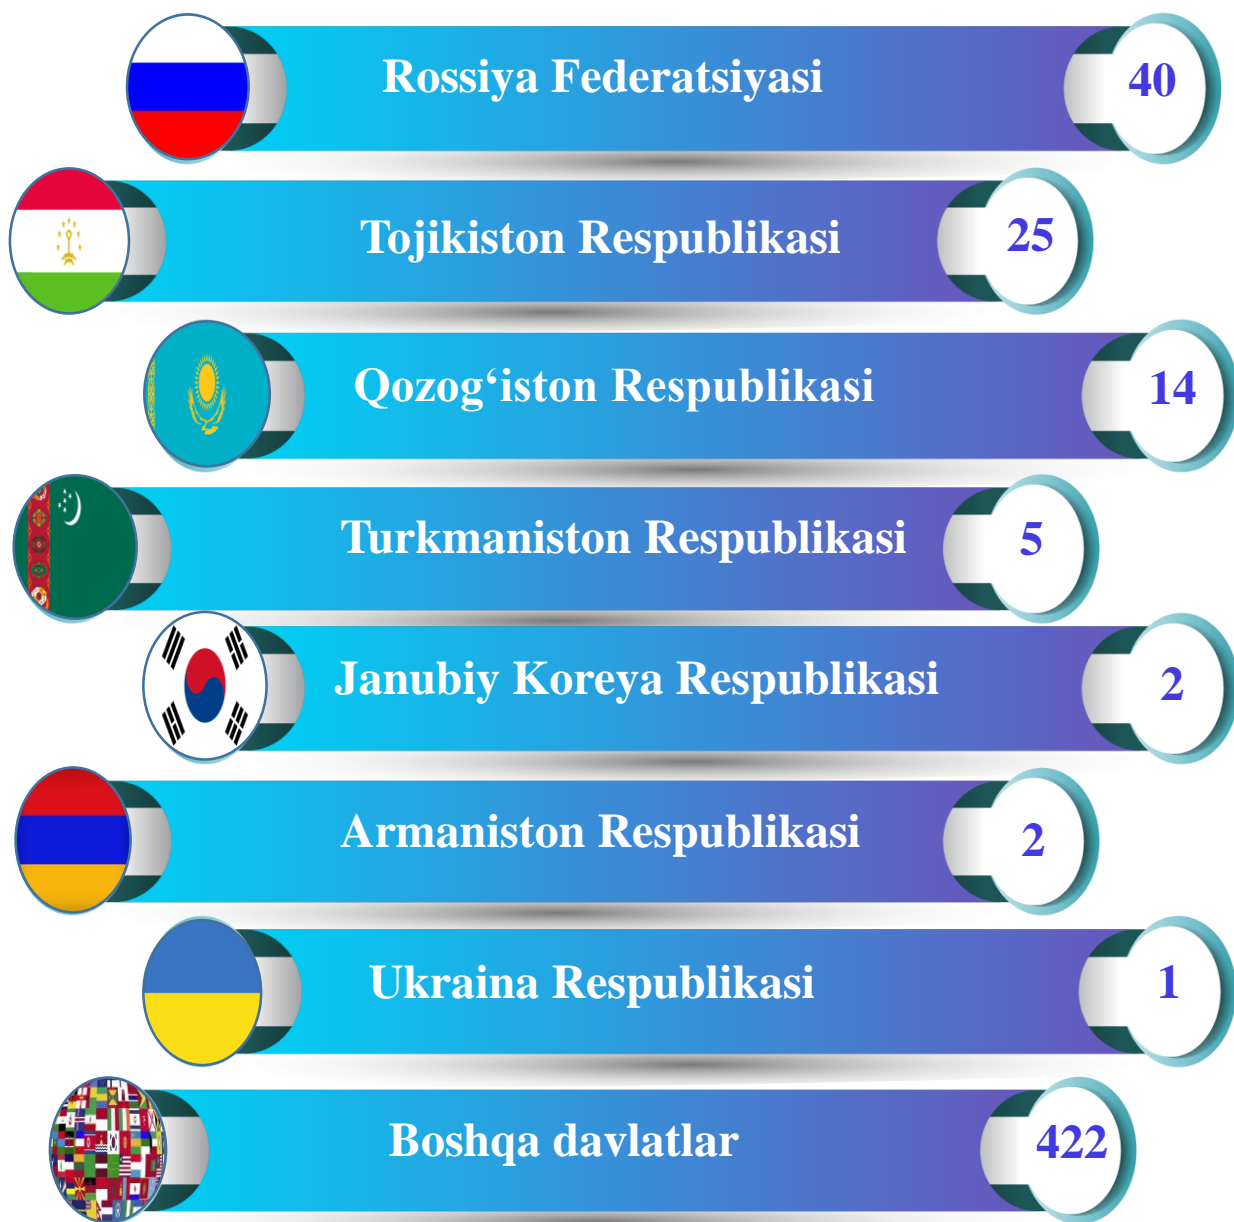 Rossiya Federatsiyasi 40
Tojikiston Respublikasi 25
Qozog‘iston Respublikasi 14
Turkmaniston Respublikasi 5
Janubiy Koreya Respublikasi 2
Armaniston Respublikasi 2
Ukraina Respublikasi 1
Boshqa davlatlar 422